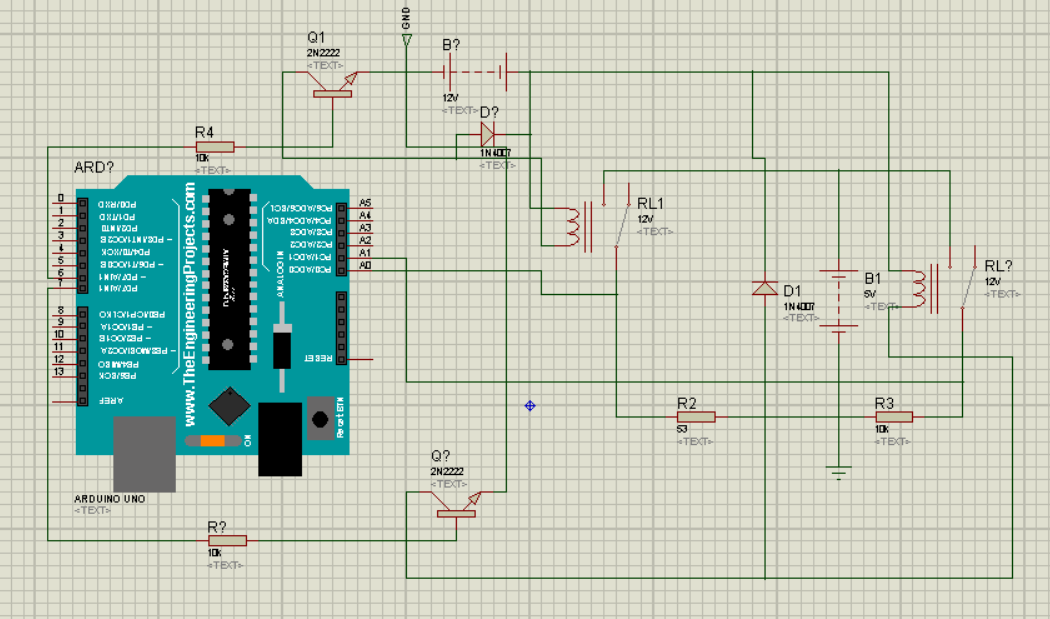 GND
Q1
2N2222
<TEXT>
B?
12V
<TEXT>
D?
1N4007
<TEXT>
R4
10k
<TEXT>
ARD?
www.TheEngineeringProjects.com
0
1
2
3
4
5
6
7
8
9
10
11
12
13
AREF
ANALOG IN
A5
A4
A3
A2
A1
A0
RESET
Reset BTN
ON
ARDUINO UNO
<TEXT>
RL1
12V
<TEXT>
D1
1N4007
<TEXT>
B1
5V
<TEXT>
RL?
12V
<TEXT>
R2
53
<TEXT>
R3
10k
<TEXT>
Q?
2N2222
<TEXT>
R?
10k
<TEXT>